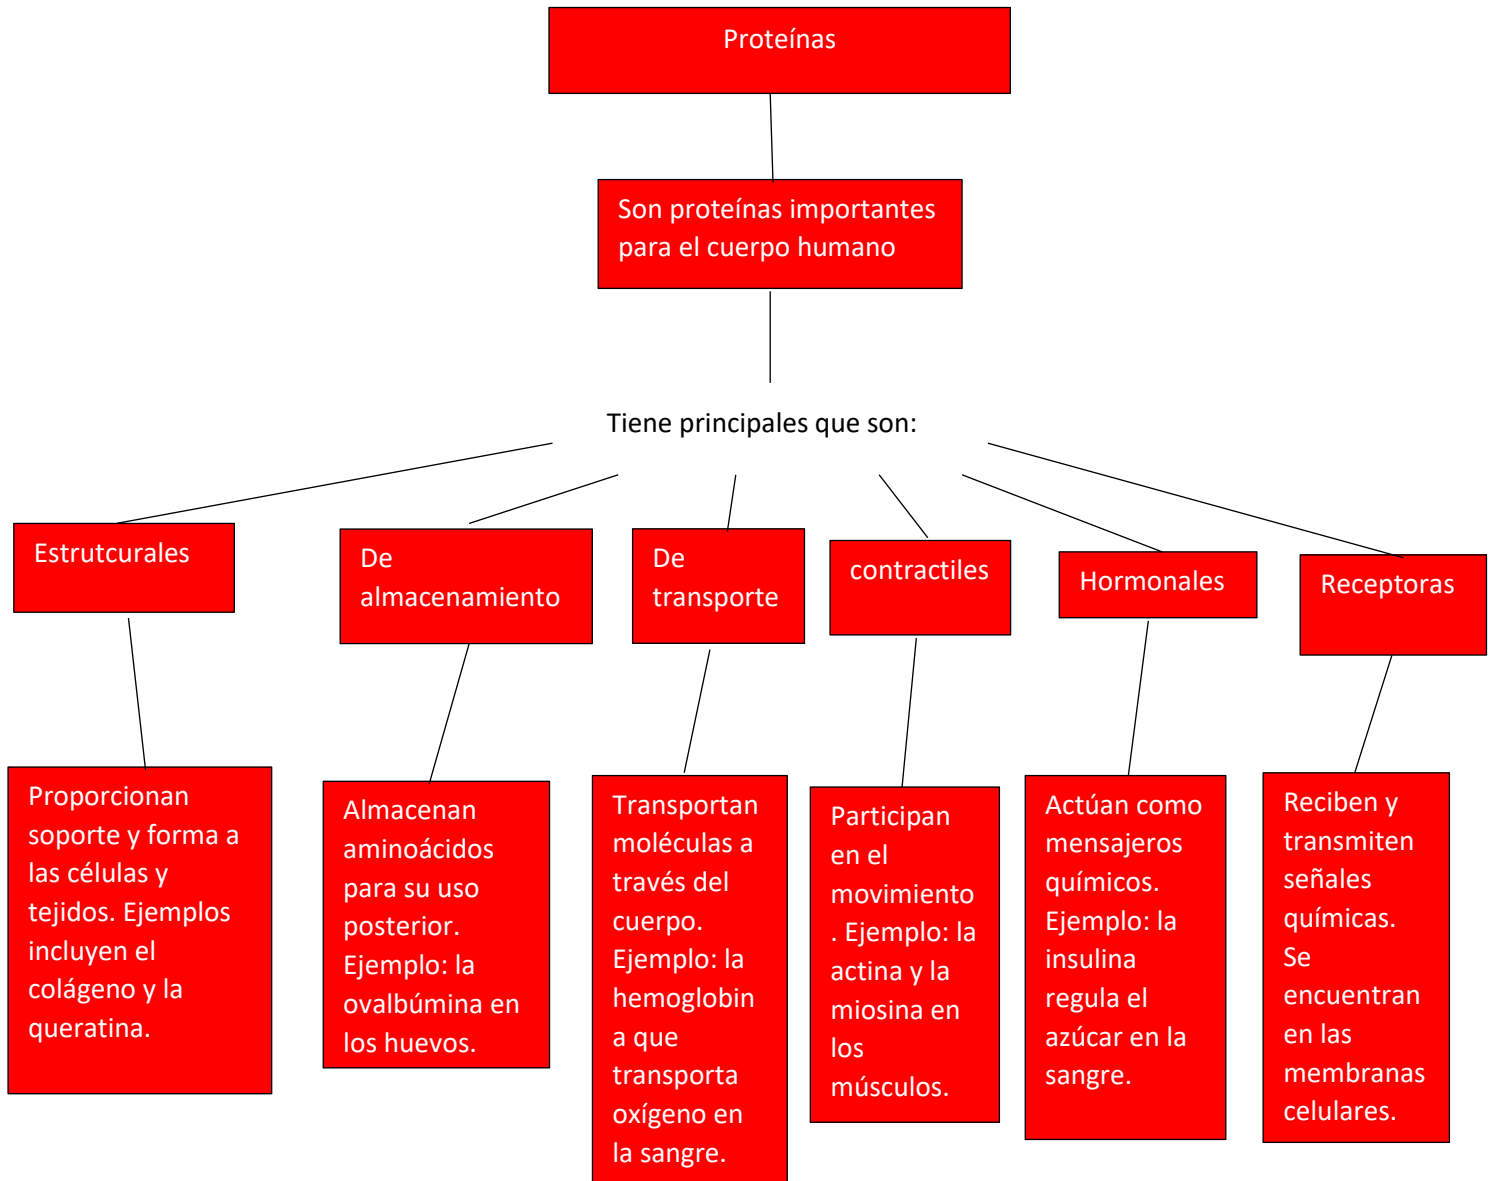 Proteínas
Son proteínas importantes
para el cuerpo humano
Tiene principales que son:
Estrutcurales
De
almacenamiento
De
transporte
contractiles
Hormonales
Receptoras
Proporcionan
soporte y forma a
las células y
tejidos. Ejemplos
incluyen el
colágeno y la
queratina.
Almacenan
aminoácidos
para su uso
posterior.
Ejemplo: la
ovalbúmina en
los huevos.
Transportan
moléculas a
través del
cuerpo.
Ejemplo: la
hemoglobin
a que
transporta
oxígeno en
la sangre.
Participan
en el
movimiento
. Ejemplo: la
actina y la
miosina en
los
músculos.
Actúan como
mensajeros
químicos.
Ejemplo: la
insulina
regula el
azúcar en la
sangre.
Reciben y
transmiten
señales
químicas.
Se
encuentran
en las
membranas
celulares.